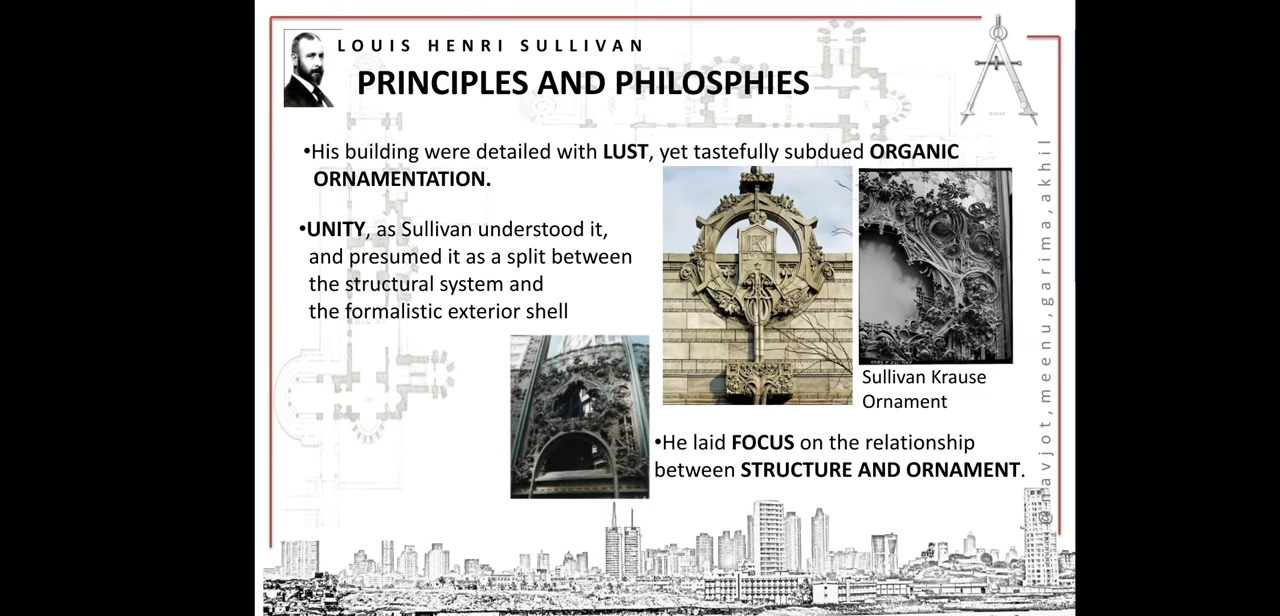 LOUIS HENRI SULLIVAN
PRINCIPLES AND PHILOSPHIES
•His building were detailed with LUST, yet tastefully subdued ORGANIC
ORNAMENTATION.
•UNITY, as Sullivan understood it,
and presumed it as a split between
the structural system and
the formalistic exterior shell
Sullivan Krause
Ornament
•He laid FOCUS on the relationship
between STRUCTURE AND ORNAMENT.
@navjot,meenu,garima,akhil